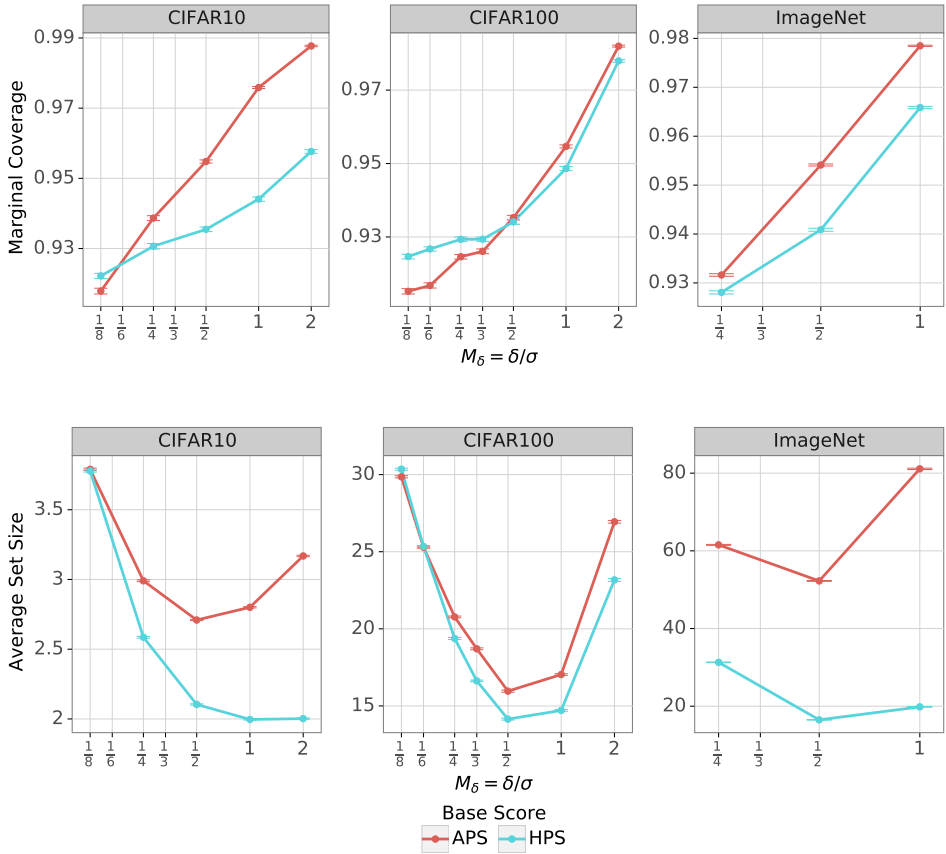 CIFAR10 CIFAR100 ImageNet
Marginal Coverage
0.99
0.97
0.95
0.93
0.97
0.95
0.93
0.98
0.97
0.96
0.95
0.94
0.93
1/8 1/6 1/4 1/3 1/2 1 2
1/8 1/6 1/4 1/3 1/2 1 2
1/4 1/3 1/2 1
M_δ = δ/σ
CIFAR10 CIFAR100 ImageNet
Average Set Size
3.5
3
2.5
2
30
25
20
15
80
60
40
20
1/8 1/6 1/4 1/3 1/2 1 2
1/8 1/6 1/4 1/3 1/2 1 2
1/4 1/3 1/2 1
M_δ = δ/σ
Base Score
APS HPS